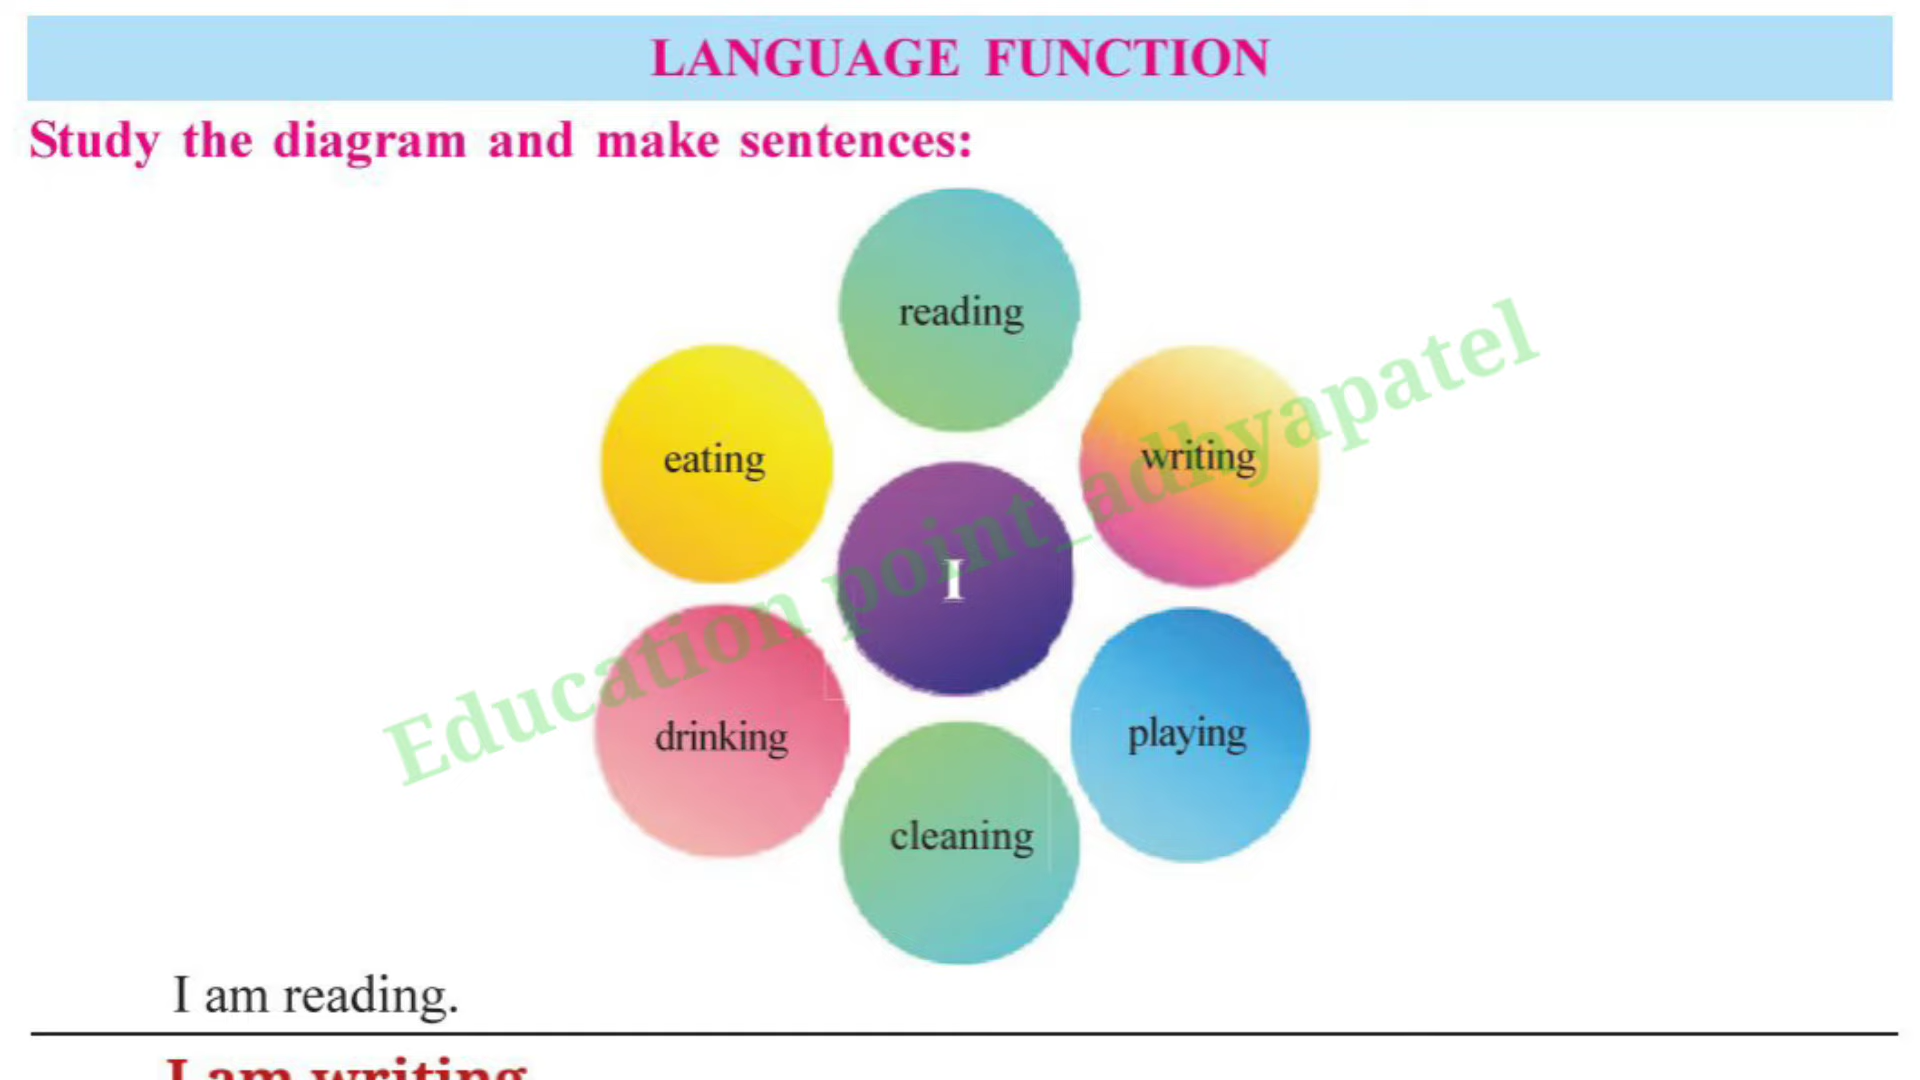 LANGUAGE FUNCTION
Study the diagram and make sentences:
reading
eating
writing
I
drinking
playing
cleaning
Education point_adhyapatel
I am reading.
I am writing